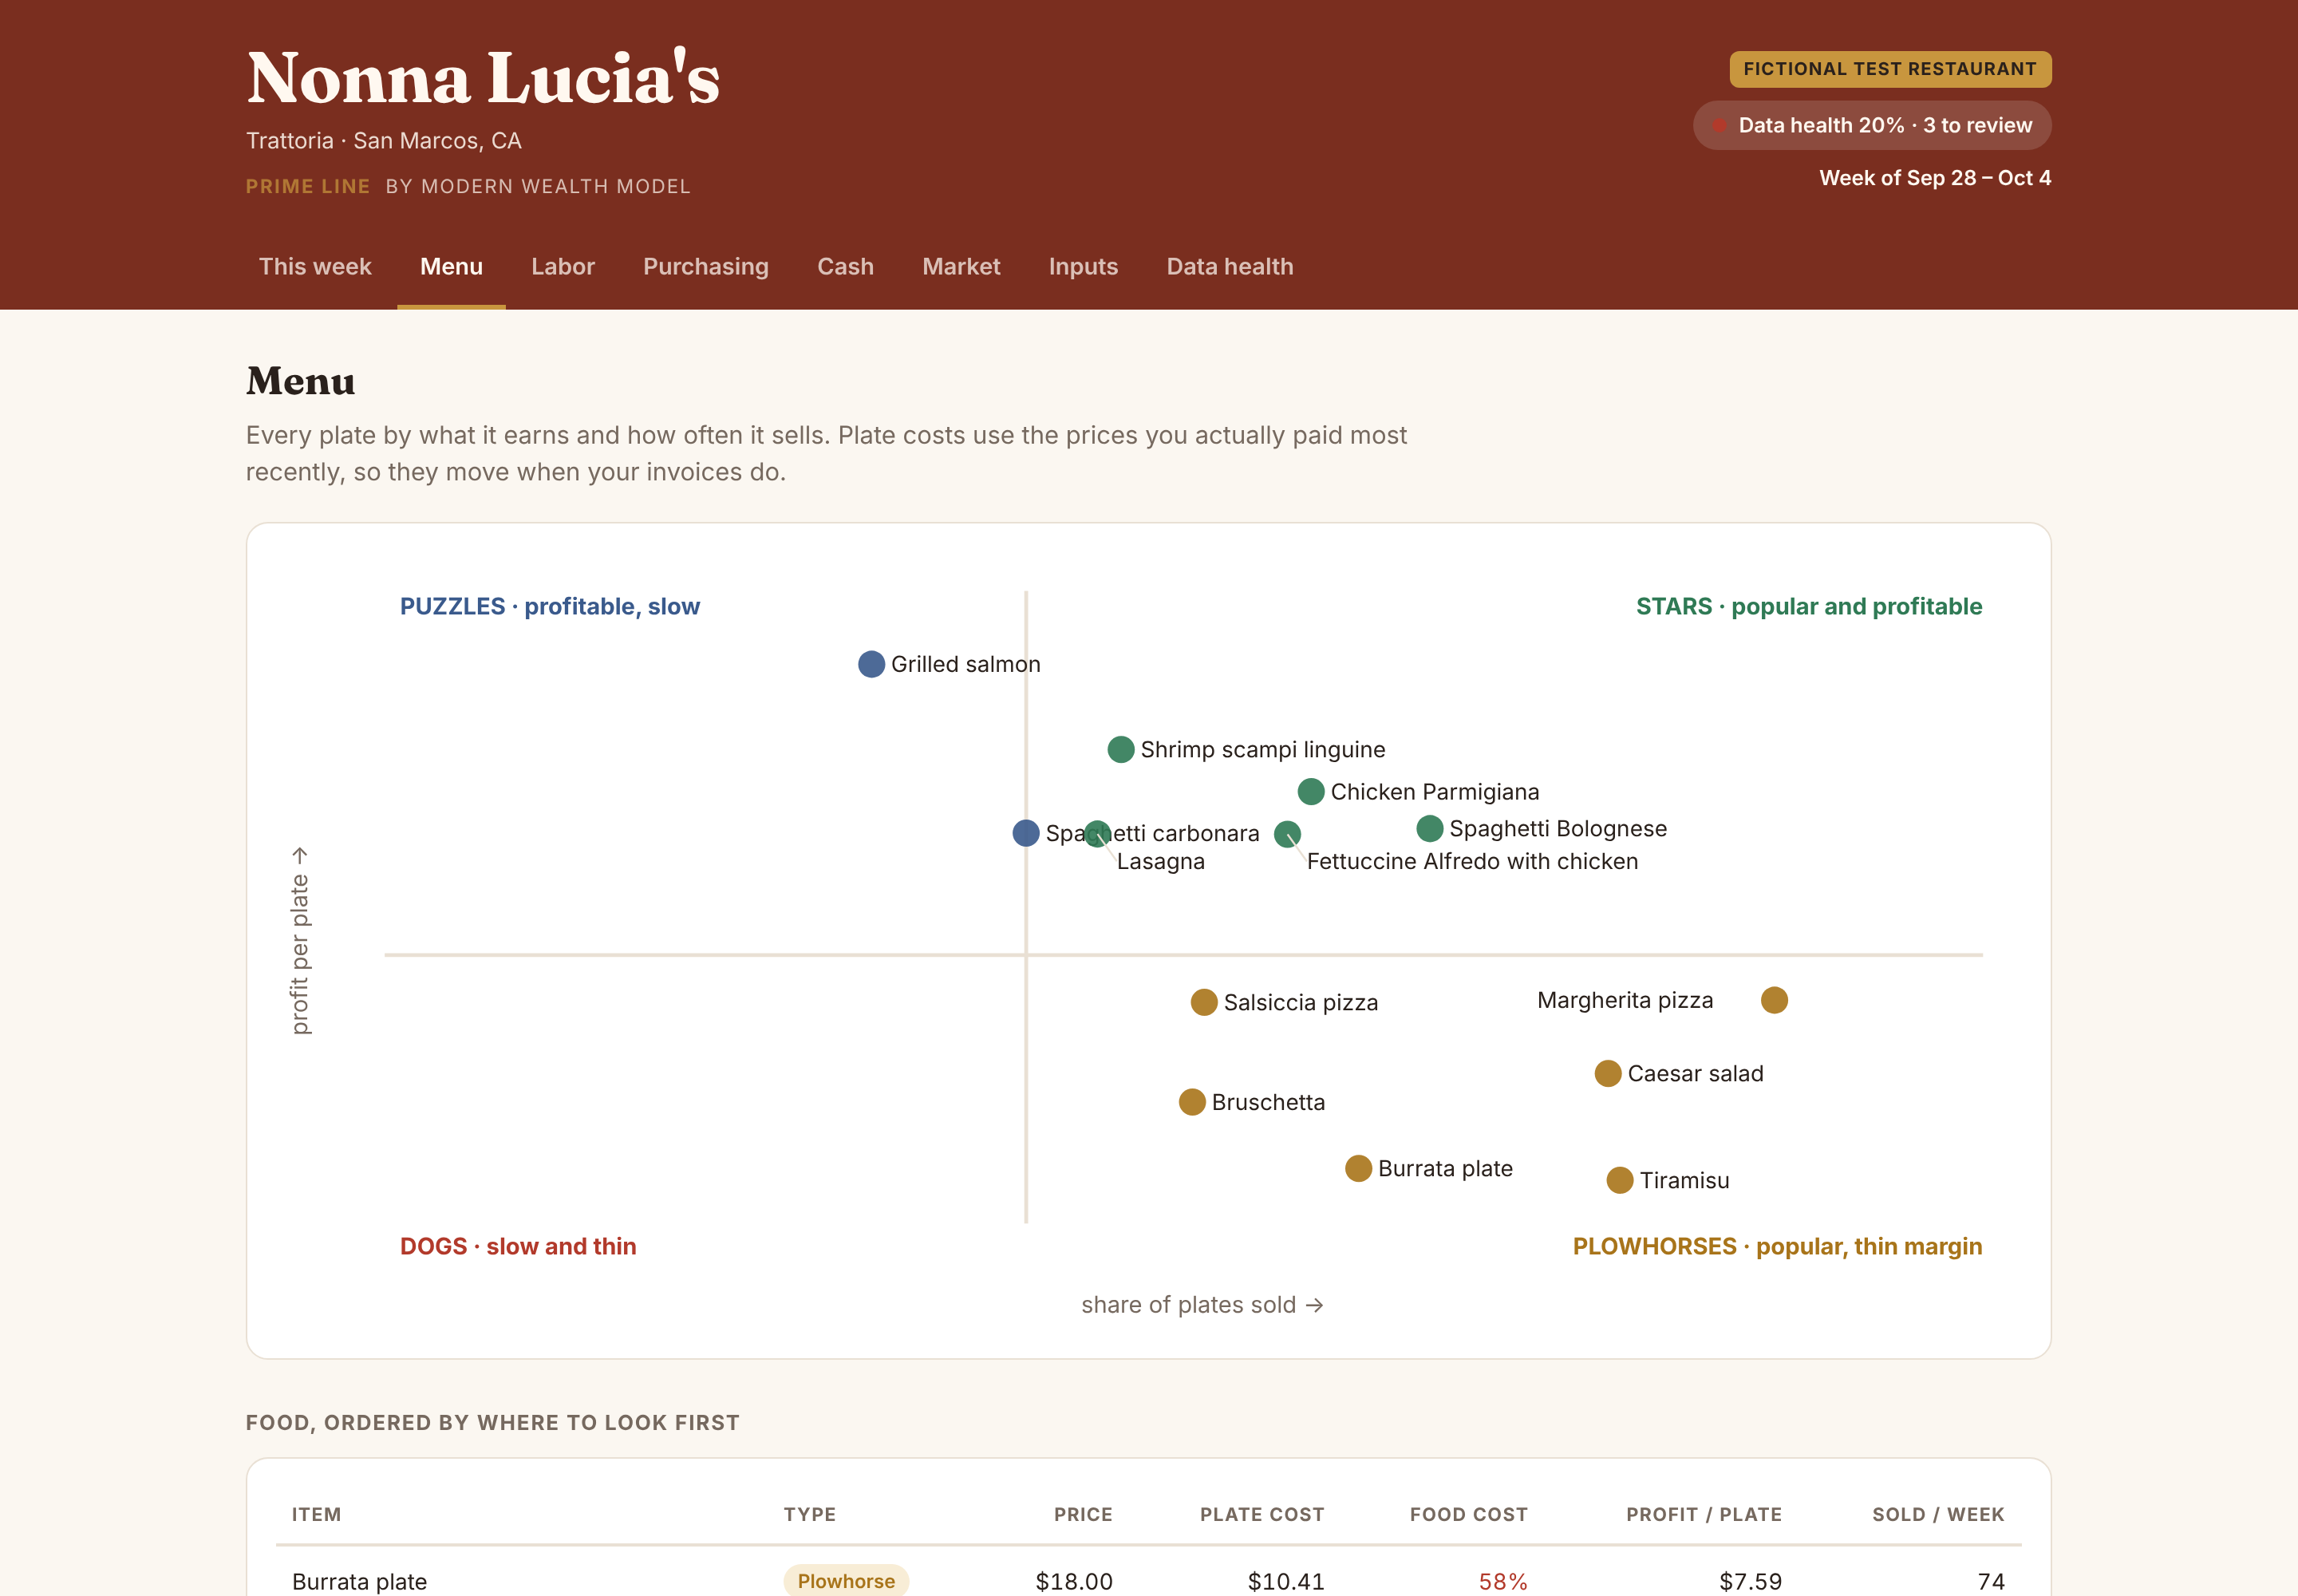 Nonna Lucia's
Trattoria · San Marcos, CA
PRIME LINE BY MODERN WEALTH MODEL
FICTIONAL TEST RESTAURANT
Data health 20% · 3 to review
Week of Sep 28 – Oct 4
This week Menu Labor Purchasing Cash Market Inputs Data health
Menu
Every plate by what it earns and how often it sells. Plate costs use the prices you actually paid most
recently, so they move when your invoices do.
PUZZLES · profitable, slow
STARS · popular and profitable
Grilled salmon
Shrimp scampi linguine
Chicken Parmigiana
Spaghetti Bolognese
Spaghetti carbonara
Lasagna
Fettuccine Alfredo with chicken
profit per plate →
Salsiccia pizza
Margherita pizza
Caesar salad
Bruschetta
Burrata plate
Tiramisu
DOGS · slow and thin
PLOWHORSES · popular, thin margin
share of plates sold →
FOOD, ORDERED BY WHERE TO LOOK FIRST
ITEM TYPE PRICE PLATE COST FOOD COST PROFIT / PLATE SOLD / WEEK
Burrata plate Plowhorse $18.00 $10.41 58% $7.59 74